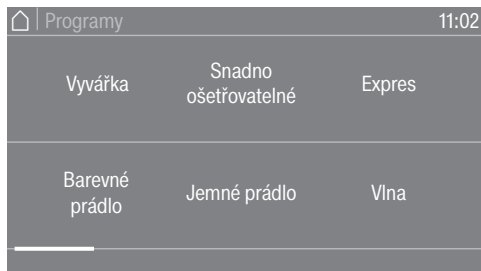 Programy 11:02
Vyvářka
Snadno
ošetřovatelné
Expres
Barevné
prádlo
Jemné prádlo
Vlna